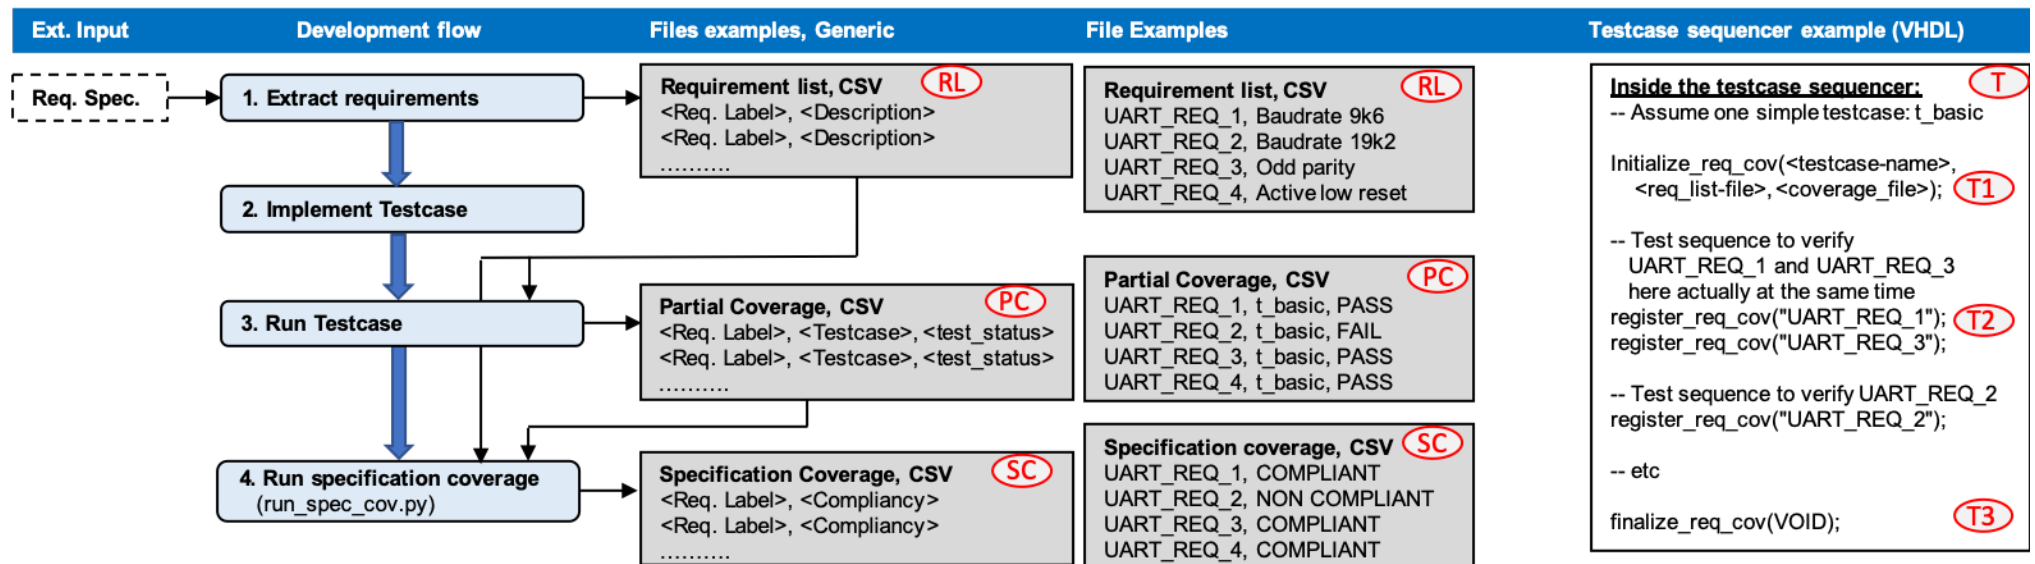 Ext. Input
Development flow
Files examples, Generic
File Examples
Testcase sequencer example (VHDL)
Req. Spec.
1. Extract requirements
2. Implement Testcase
3. Run Testcase
4. Run specification coverage
(run_spec_cov.py)
Requirement list, CSV RL
<Req. Label>, <Description>
<Req. Label>, <Description>
..........
Partial Coverage, CSV PC
<Req. Label>, <Testcase>, <test_status>
<Req. Label>, <Testcase>, <test_status>
..........
Specification Coverage, CSV SC
<Req. Label>, <Compliancy>
<Req. Label>, <Compliancy>
..........
Requirement list, CSV RL
UART_REQ_1, Baudrate 9k6
UART_REQ_2, Baudrate 19k2
UART_REQ_3, Odd parity
UART_REQ_4, Active low reset
Partial Coverage, CSV PC
UART_REQ_1, t_basic, PASS
UART_REQ_2, t_basic, FAIL
UART_REQ_3, t_basic, PASS
UART_REQ_4, t_basic, PASS
Specification coverage, CSV SC
UART_REQ_1, COMPLIANT
UART_REQ_2, NON COMPLIANT
UART_REQ_3, COMPLIANT
UART_REQ_4, COMPLIANT
Inside the testcase sequencer: T
-- Assume one simple testcase: t_basic
Initialize_req_cov(<testcase-name>,
<req_list-file>,<coverage_file>); T1
-- Test sequence to verify
UART_REQ_1 and UART_REQ_3
here actually at the same time
register_req_cov("UART_REQ_1"); T2
register_req_cov("UART_REQ_3");
-- Test sequence to verify UART_REQ_2
register_req_cov("UART_REQ_2");
-- etc
finalize_req_cov(VOID); T3